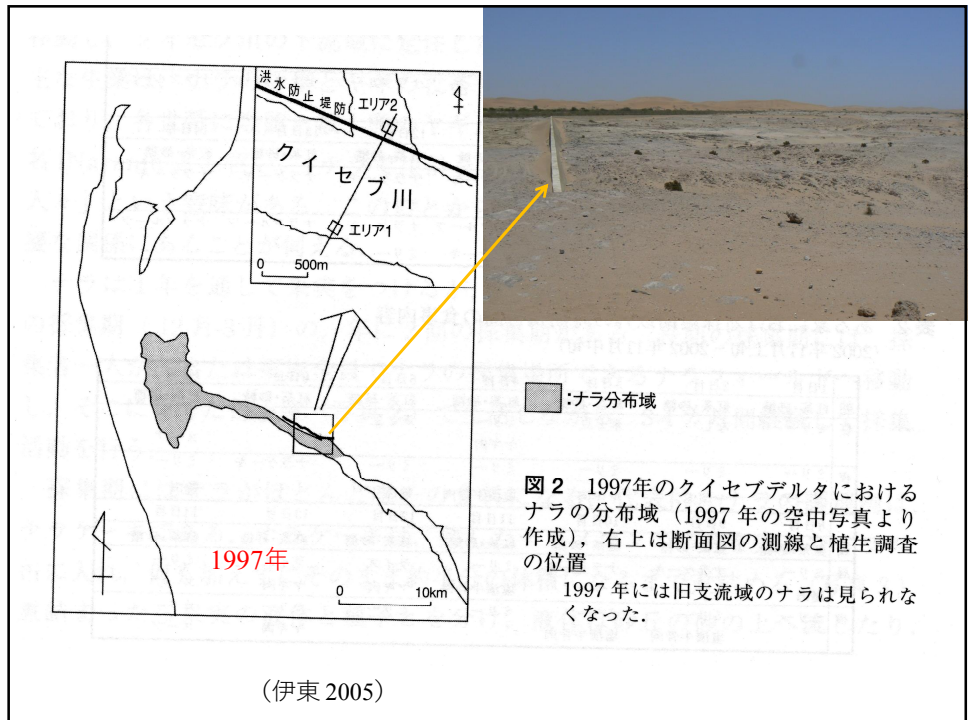 洪水防止堤防
エリア2
クイセブ川
エリア1
0 500m
:ナラ分布域
図2 1997年のクイセブデルタにおける
ナラの分布域(1997年の空中写真より
作成),右上は断面図の測線と植生調査
の位置
1997年には旧支流域のナラは見られな
くなった.
1997年
0 10km
(伊東 2005)